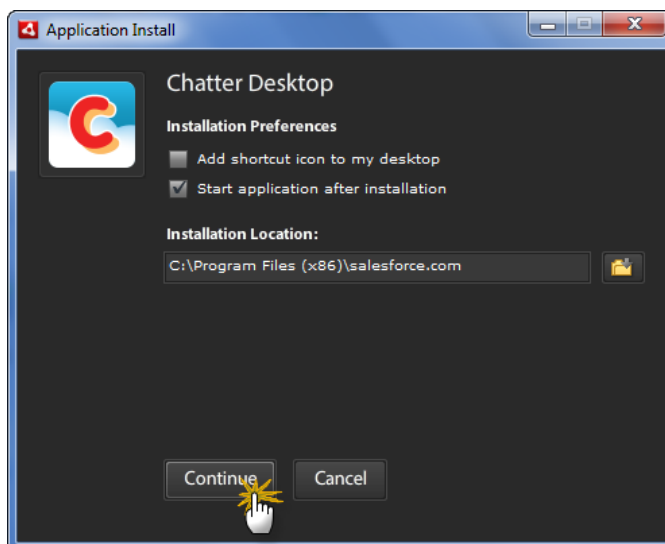 Application Install
Chatter Desktop
Installation Preferences
Add shortcut icon to my desktop
Start application after installation
Installation Location:
C:\Program Files (x86)\salesforce.com
Continue
Cancel